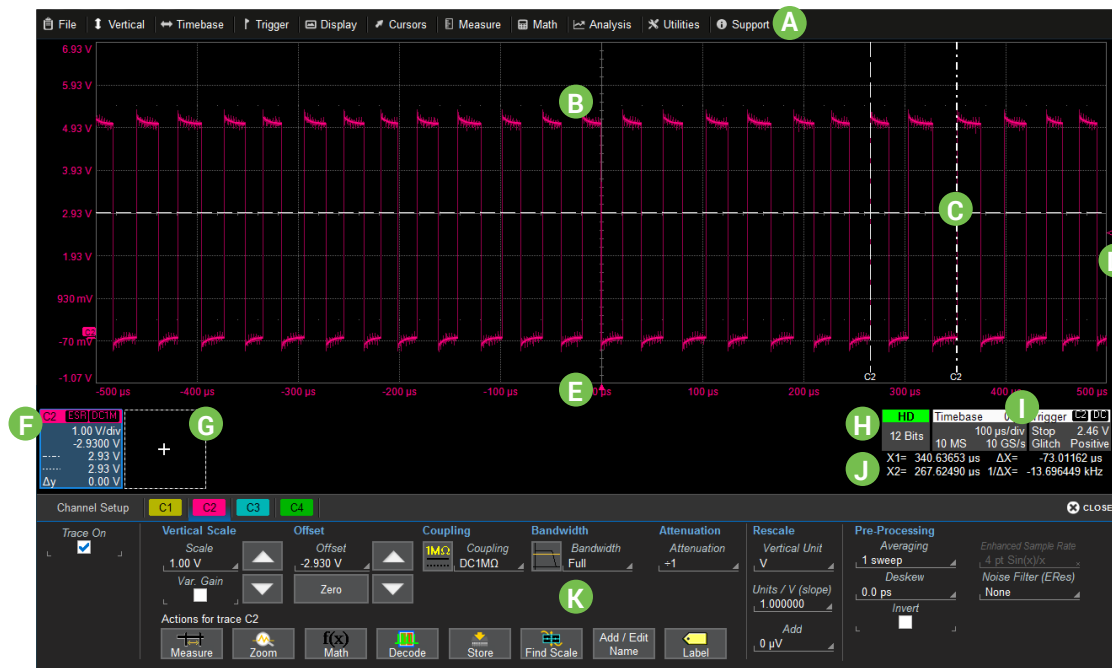 File Vertical Timebase Trigger Display Cursors Measure Math Analysis Utilities Support A
6.93 V
5.93 V
B
4.93 V
3.93 V
2.93 V
C
1.93 V
930 mV
C2
-70 mV
-1.07 V
C2 C2
-500 µs -400 µs -300 µs -200 µs -100 µs E 100 µs 200 µs 300 µs 400 µs 500 µs
F C2 ESR DC1M G H HD Timebase I Trigger C2 DC
1.00 V/div
-2.9300 V
2.93 V
2.93 V
Δy 0.00 V
+
12 Bits 100 µs/div Stop 2.46 V
10 MS 10 GS/s Glitch Positive
J X1= 340.63653 µs ΔX= -73.01162 µs
X2= 267.62490 µs 1/ΔX= -13.696449 kHz
Channel Setup C1 C2 C3 C4 CLOSE
Trace On
Vertical Scale Offset Coupling Bandwidth Attenuation Rescale Pre-Processing
Scale Offset 1MΩ Coupling Bandwidth Attenuation Vertical Unit Averaging Enhanced Sample Rate
1.00 V -2.930 V DC1MΩ Full ÷1 V 1 sweep 4 pt Sin(x)/x
Var. Gain Zero K Units / V (slope) Deskew Noise Filter (ERes)
1.000000 0.0 ps None
Invert
Actions for trace C2
Add
0 µV
Measure Zoom f(x) Math Decode Store Find Scale Add / Edit Name Label